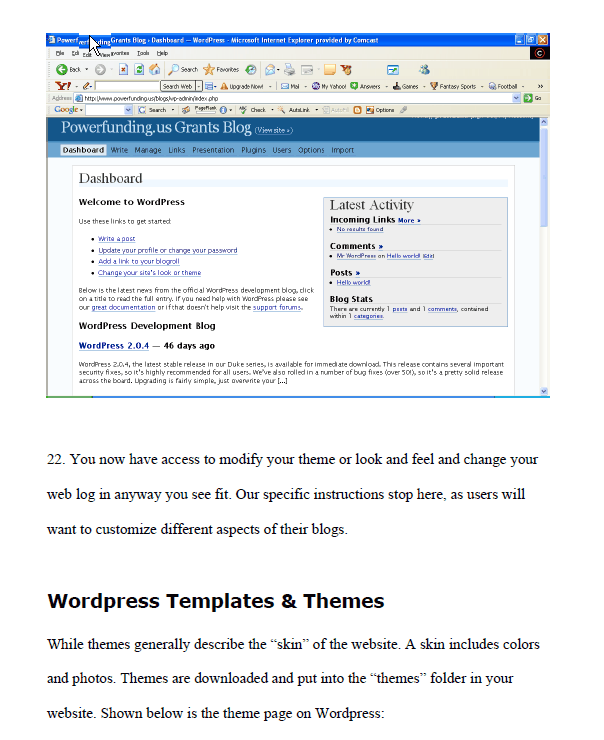 Grants Blog › Dashboard — WordPress - Microsoft Internet Explorer provided by Comcast
File Edit View Favorites Tools Help
Back Search Favorites
Y! Search Web Upgrade Now! Mail My Yahoo! Answers Games Fantasy Sports Football
Address http://www.powerfunding.us/blogs/wp-admin/index.php Go
Google Search PageRank Check AutoLink AutoFill Options
Powerfunding.us Grants Blog (View site »)
Dashboard Write Manage Links Presentation Plugins Users Options Import
Dashboard
Welcome to WordPress
Use these links to get started:
• Write a post
• Update your profile or change your password
• Add a link to your blogroll
• Change your site's look or theme
Below is the latest news from the official WordPress development blog, click
on a title to read the full entry. If you need help with WordPress please see
our great documentation or if that doesn't help visit the support forums.
WordPress Development Blog
WordPress 2.0.4 — 46 days ago
WordPress 2.0.4, the latest stable release in our Duke series, is available for immediate download. This release contains several important
security fixes, so it's highly recommended for all users. We've also rolled in a number of bug fixes (over 50!), so it's a pretty solid release
across the board. Upgrading is fairly simple, just overwrite your [...]
Latest Activity
Incoming Links More »
• No results found
Comments »
• Mr WordPress on Hello world! (Edit)
Posts »
• Hello world!
Blog Stats
There are currently 1 posts and 1 comments, contained
within 1 categories.
22. You now have access to modify your theme or look and feel and change your
web log in anyway you see fit. Our specific instructions stop here, as users will
want to customize different aspects of their blogs.
Wordpress Templates & Themes
While themes generally describe the “skin” of the website. A skin includes colors
and photos. Themes are downloaded and put into the “themes” folder in your
website. Shown below is the theme page on Wordpress: